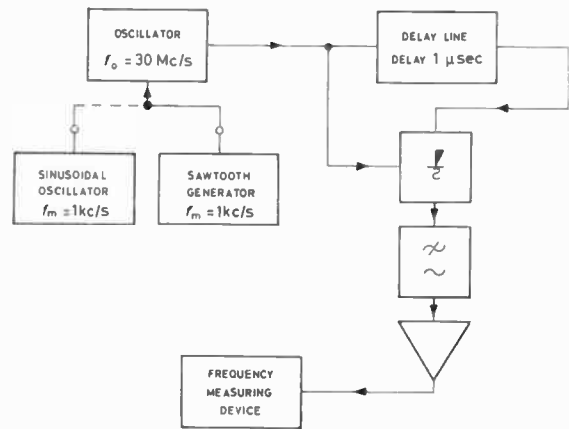 OSCILLATOR
fo = 30 Mc/s
DELAY LINE
DELAY 1 μsec
SINUSOIDAL
OSCILLATOR
fm = 1kc/s
SAWTOOTH
GENERATOR
fm = 1kc/s
FREQUENCY
MEASURING
DEVICE